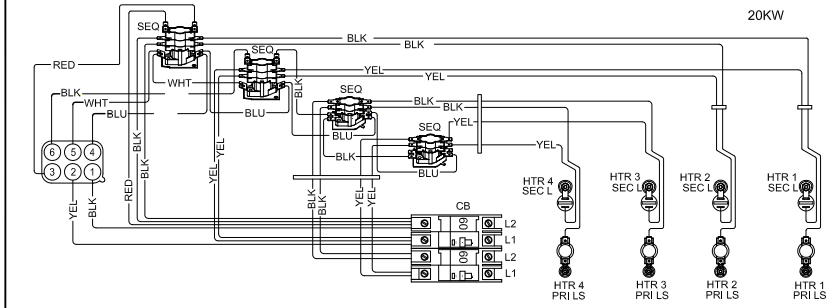 20KW
SEQ
BLK
BLK
SEQ
RED
YEL
YEL
WHT
BLK
BLK
SEQ
BLK
BLK
WHT
BLU
SEQ
YEL
BLU
YEL
BLK
BLU
6 5 4
3 2 1
BLK
BLK
YEL
YEL
RED
YEL
BLK
BLK
BLK
YEL
YEL
HTR 4
SEC L
HTR 3
SEC L
HTR 2
SEC L
HTR 1
SEC L
CB
60
L2
L1
60
L2
L1
HTR 4
PRI LS
HTR 3
PRI LS
HTR 2
PRI LS
HTR 1
PRI LS